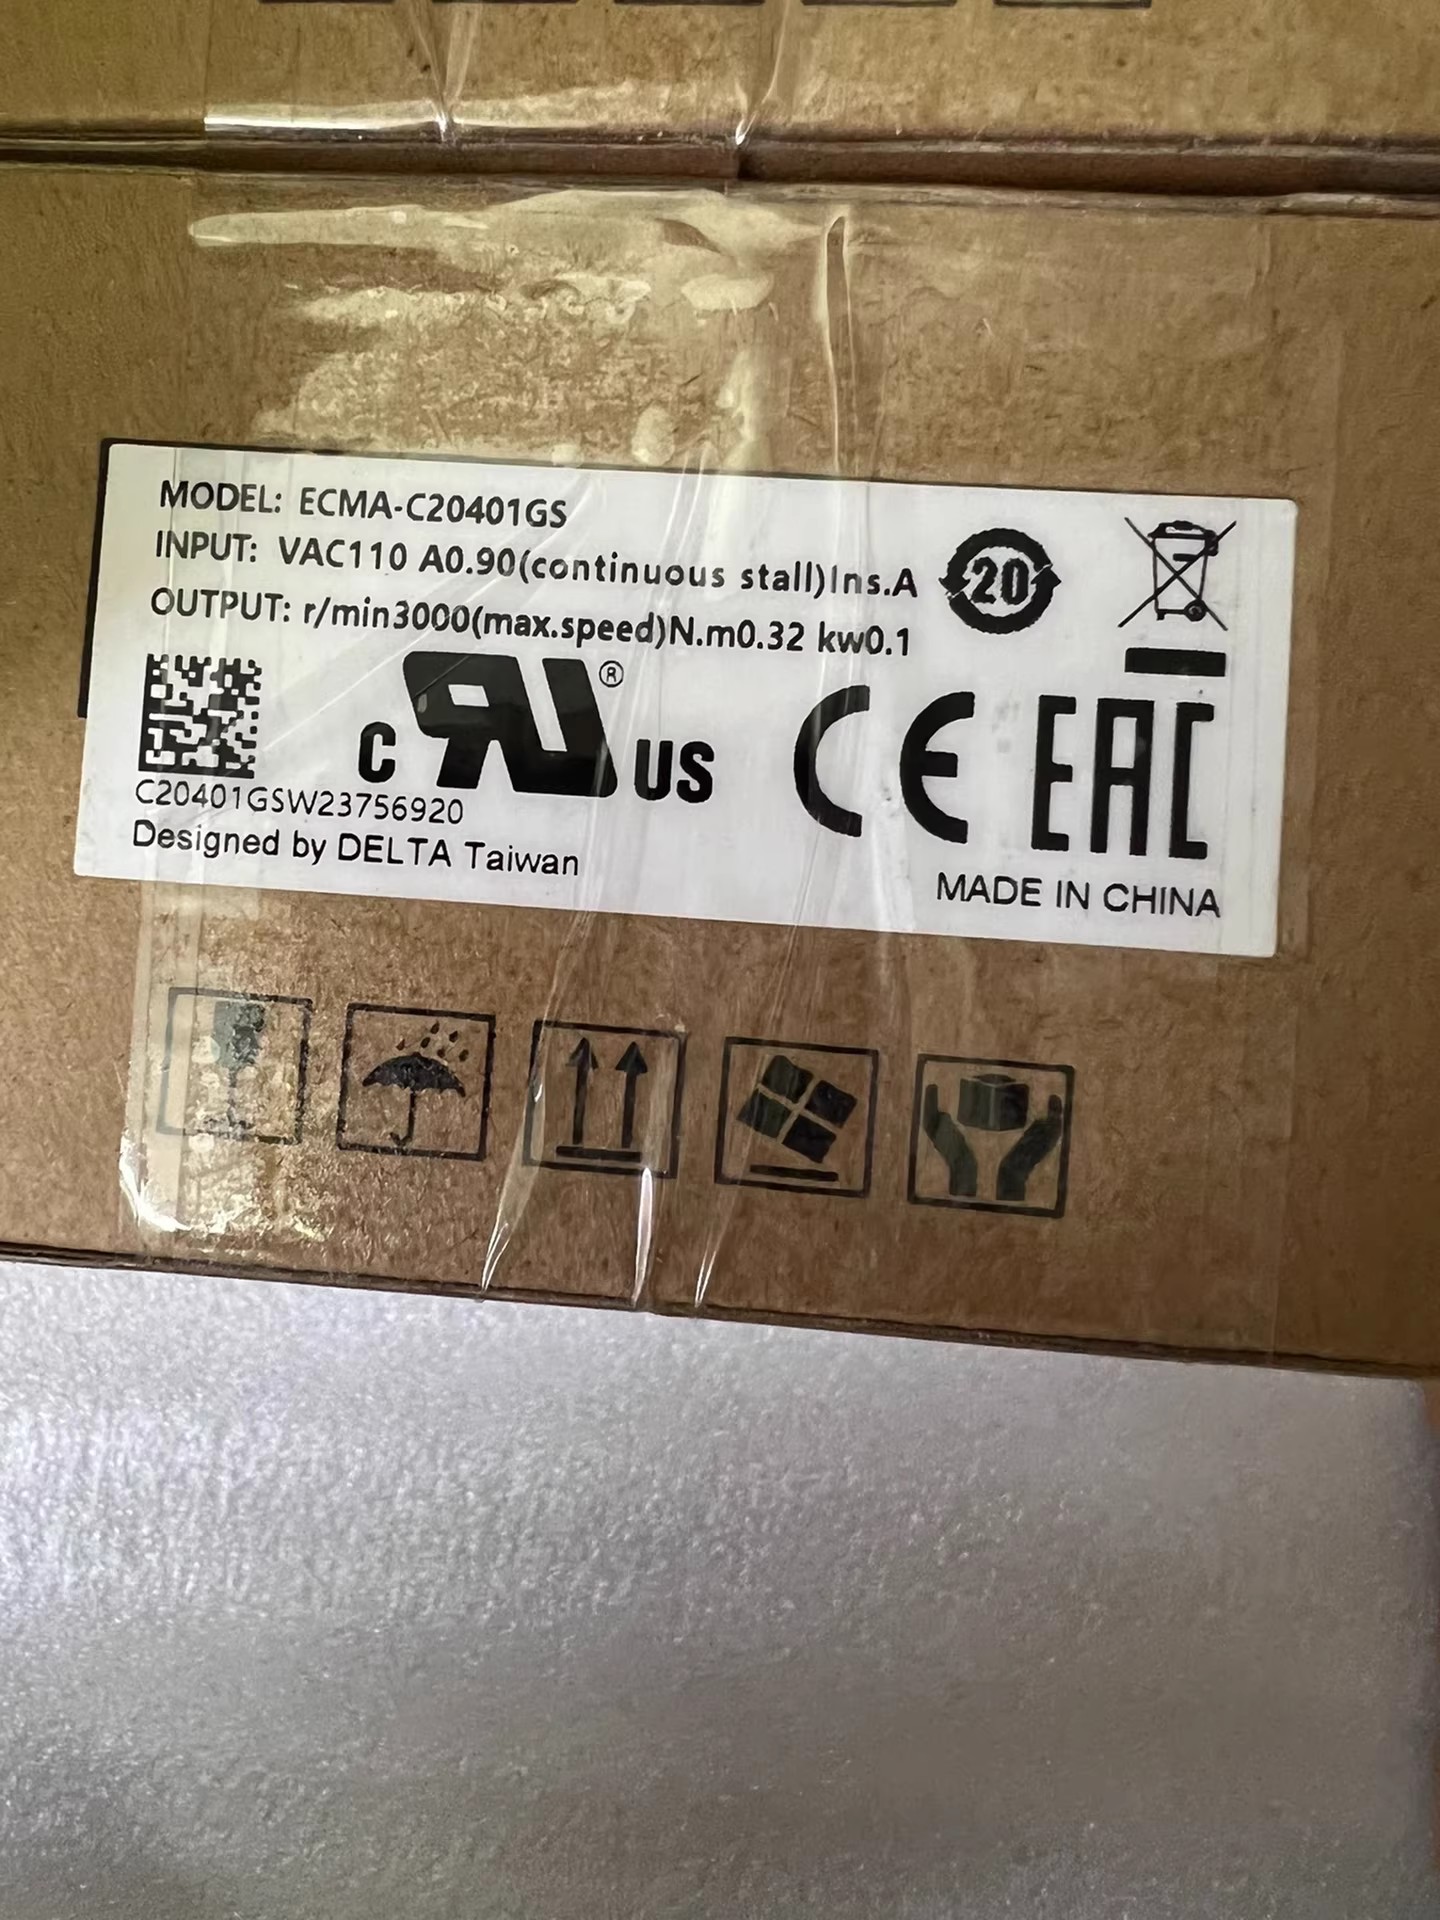 MODEL: ECMA-C20401GS
INPUT: VAC110 A0.90(continuous stall)Ins.A
OUTPUT: r/min3000(max.speed)N.m0.32 kw0.1
20
c RU ® US
CE EAC
C20401GSW23756920
Designed by DELTA Taiwan
MADE IN CHINA